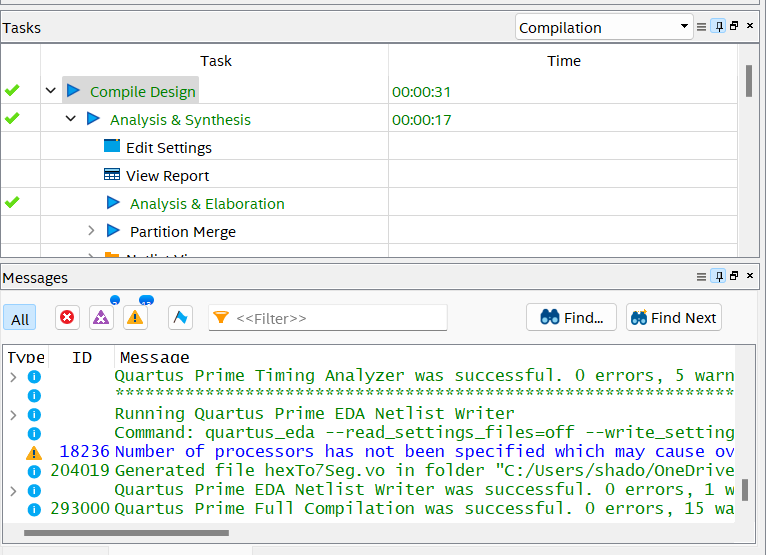 Tasks
Compilation
Task Time
Compile Design 00:00:31
Analysis & Synthesis 00:00:17
Edit Settings
View Report
Analysis & Elaboration
Partition Merge
Messages
All <<Filter>> Find... Find Next
Type ID Message
Quartus Prime Timing Analyzer was successful. 0 errors, 5 warn
******************************************************************
Running Quartus Prime EDA Netlist Writer
Command: quartus_eda --read_settings_files=off --write_setting
18236 Number of processors has not been specified which may cause ov
204019 Generated file hexTo7Seg.vo in folder "C:/Users/shado/OneDrive
Quartus Prime EDA Netlist Writer was successful. 0 errors, 1 w
293000 Quartus Prime Full Compilation was successful. 0 errors, 15 wa